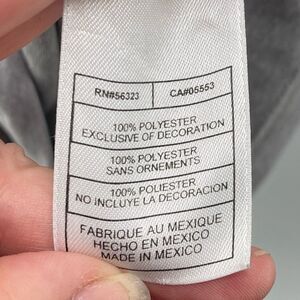 RN#56323 CA#05553
100% POLYESTER
EXCLUSIVE OF DECORATION
100% POLYESTER
SANS ORNEMENTS
100% POLIESTER
NO INCLUYE LA DECORACION
FABRIQUE AU MEXIQUE
HECHO EN MEXICO
MADE IN MEXICO